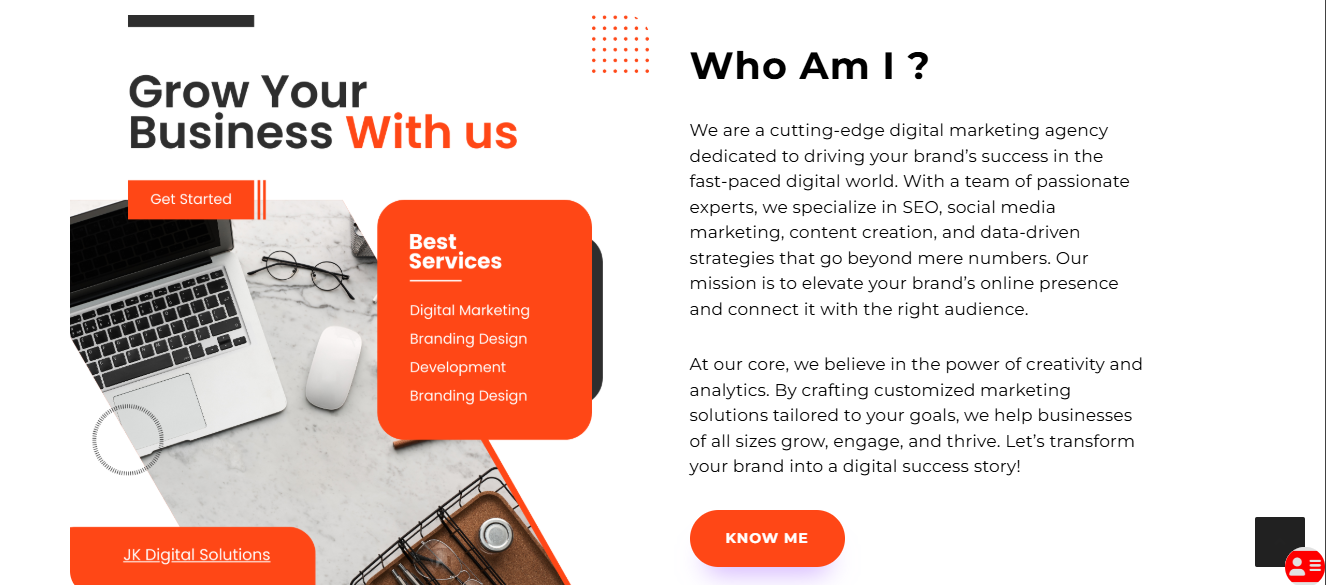 Grow Your
Business With us
Get Started
Best
Services
Digital Marketing
Branding Design
Development
Branding Design
JK Digital Solutions
Who Am I ?
We are a cutting-edge digital marketing agency
dedicated to driving your brand’s success in the
fast-paced digital world. With a team of passionate
experts, we specialize in SEO, social media
marketing, content creation, and data-driven
strategies that go beyond mere numbers. Our
mission is to elevate your brand’s online presence
and connect it with the right audience.
At our core, we believe in the power of creativity and
analytics. By crafting customized marketing
solutions tailored to your goals, we help businesses
of all sizes grow, engage, and thrive. Let’s transform
your brand into a digital success story!
KNOW ME